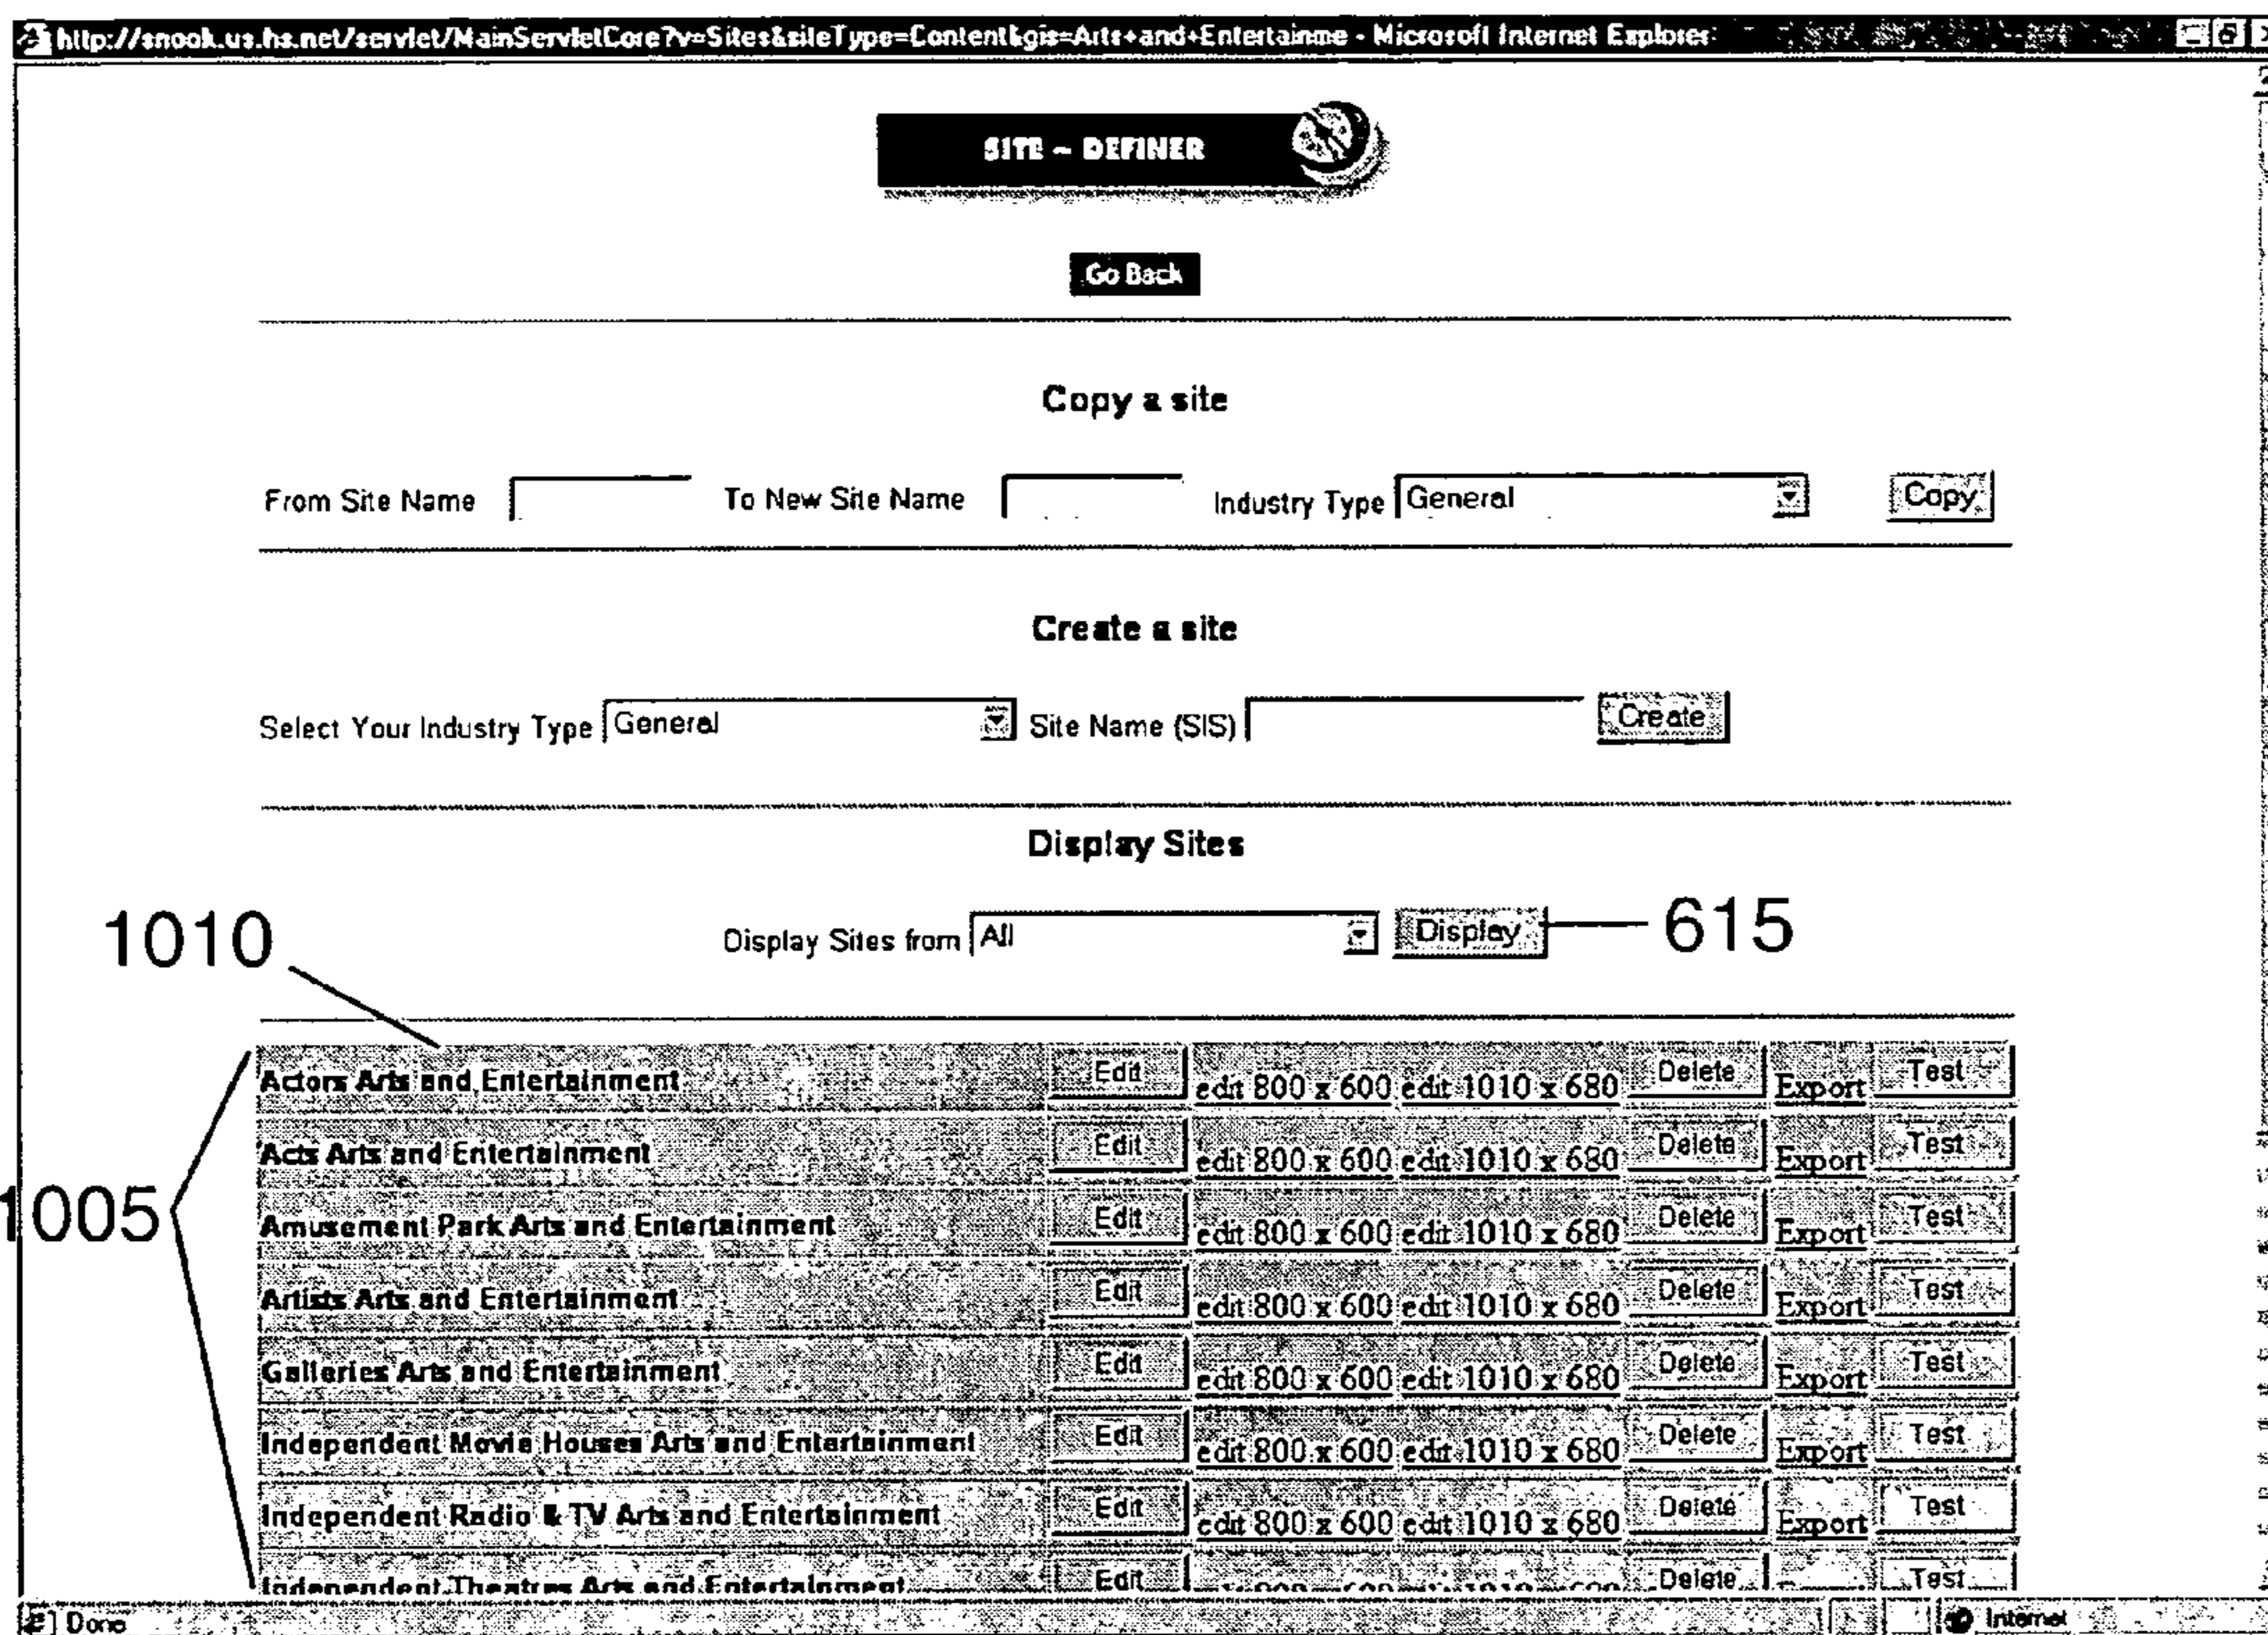 http://snook.us.hs.net/servlet/MainServletCore?v=Sites&sileType=Content&gis=Arts+and+Entertainme - Microsoft Internet Explorer
SITE - DEFINER
Go Back
Copy a site
From Site Name To New Site Name Industry Type General Copy
Create a site
Select Your Industry Type General Site Name (SIS) Create
Display Sites
1010 Display Sites from All Display 615
Actors Arts and Entertainment Edit edit 800 x 600 edit 1010 x 680 Delete Export Test
Acts Arts and Entertainment Edit edit 800 x 600 edit 1010 x 680 Delete Export Test
1005
Amusement Park Arts and Entertainment Edit edit 800 x 600 edit 1010 x 680 Delete Export Test
Artists Arts and Entertainment Edit edit 800 x 600 edit 1010 x 680 Delete Export Test
Galleries Arts and Entertainment Edit edit 800 x 600 edit 1010 x 680 Delete Export Test
Independent Movie Houses Arts and Entertainment Edit edit 800 x 600 edit 1010 x 680 Delete Export Test
Independent Radio & TV Arts and Entertainment Edit edit 800 x 600 edit 1010 x 680 Delete Export Test
Independent Theatres Arts and Entertainment Edit Delete Test
Done Internet